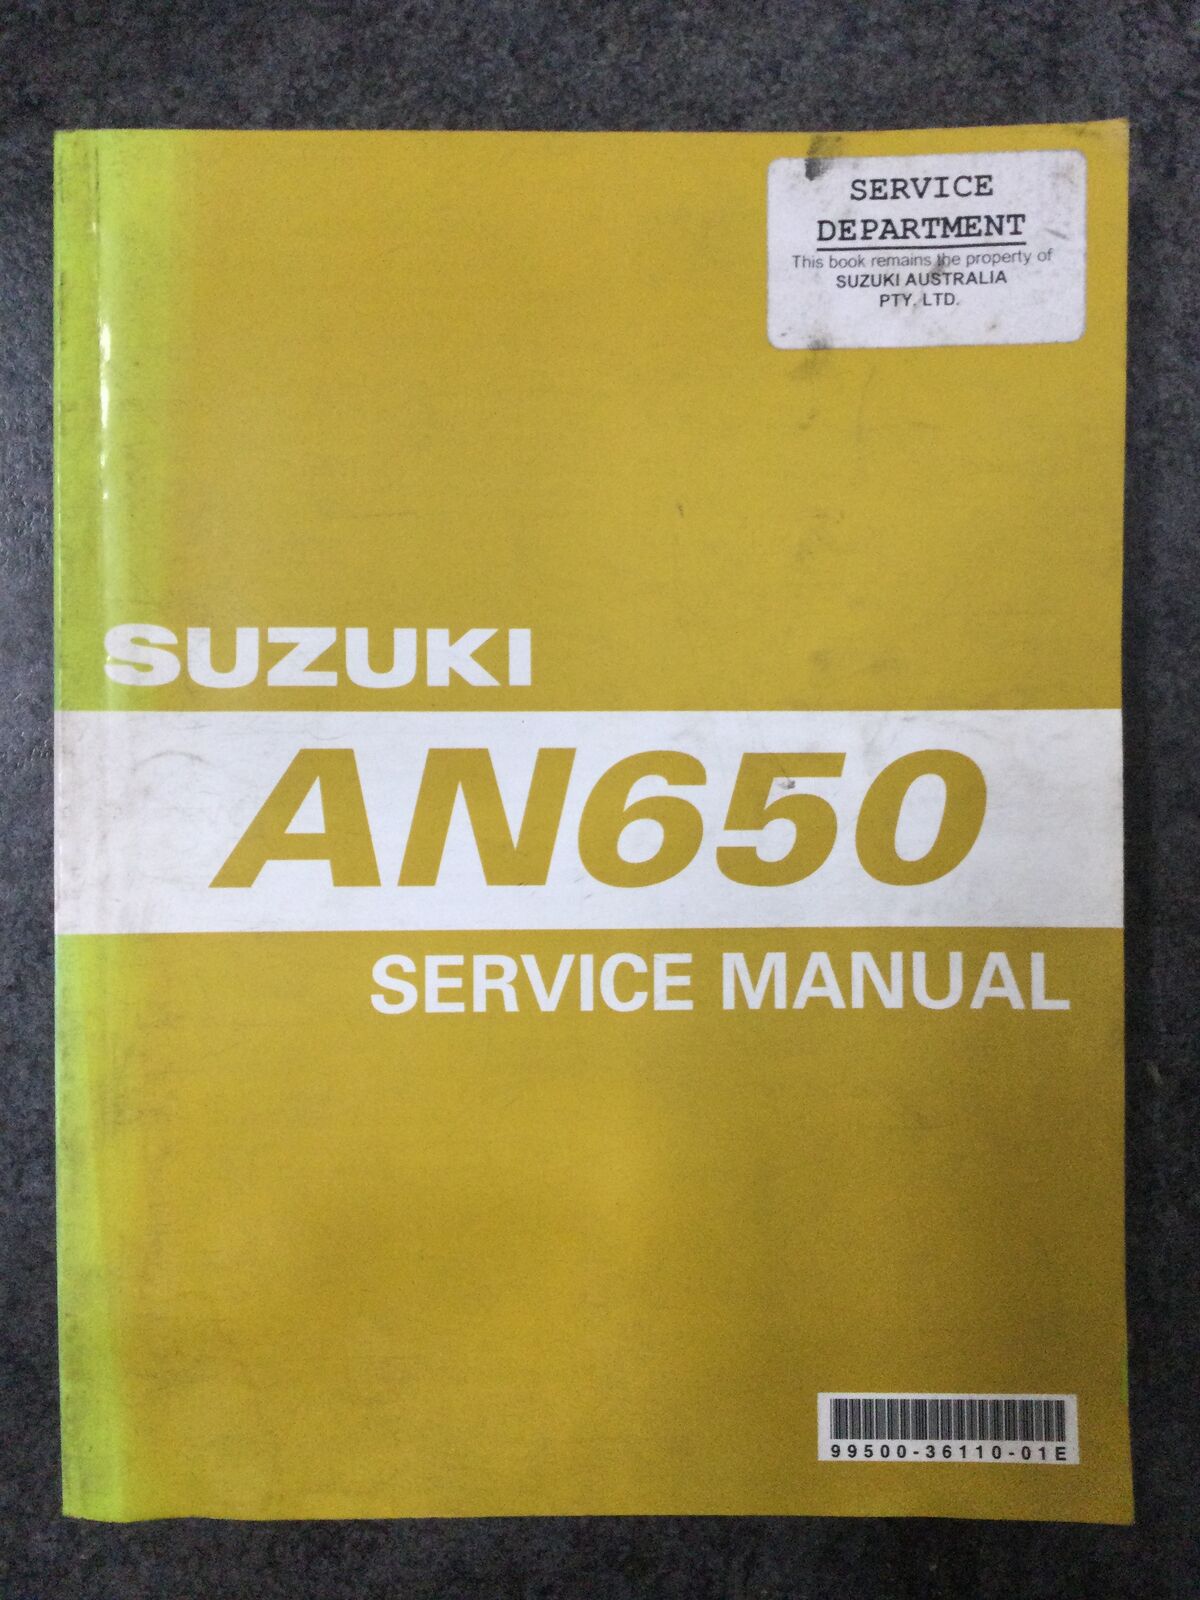 SERVICE
DEPARTMENT
This book remains the property of
SUZUKI AUSTRALIA
PTY. LTD.
SUZUKI
AN650
SERVICE MANUAL
99500-36110-01E